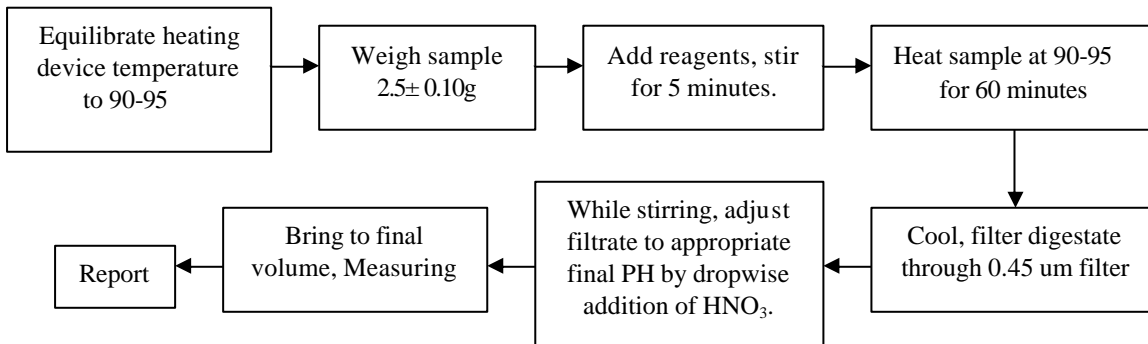 Equilibrate heating
device temperature
to 90-95
Weigh sample
2.5± 0.10g
Add reagents, stir
for 5 minutes.
Heat sample at 90-95
for 60 minutes
Cool, filter digestate
through 0.45 um filter
While stirring, adjust
filtrate to appropriate
final PH by dropwise
addition of HNO₃.
Bring to final
volume, Measuring
Report